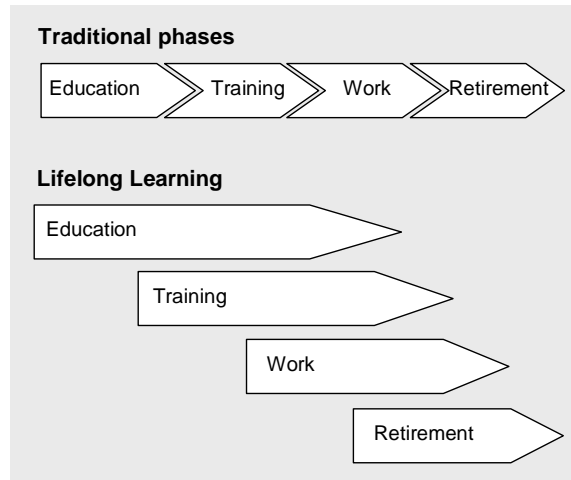 Traditional phases
Education Training Work Retirement
Lifelong Learning
Education
Training
Work
Retirement